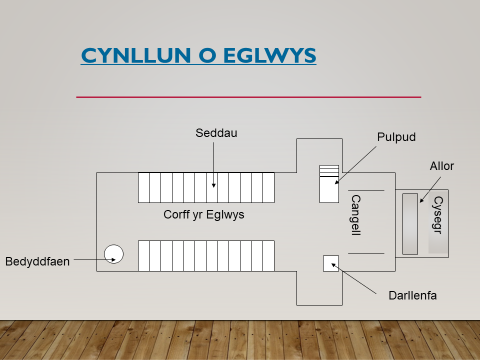 CYNLLUN O EGLWYS
Seddau
Pulpud
Allor
Cysegr
Cangell
Corff yr Eglwys
Bedyddfaen
Darllenfa